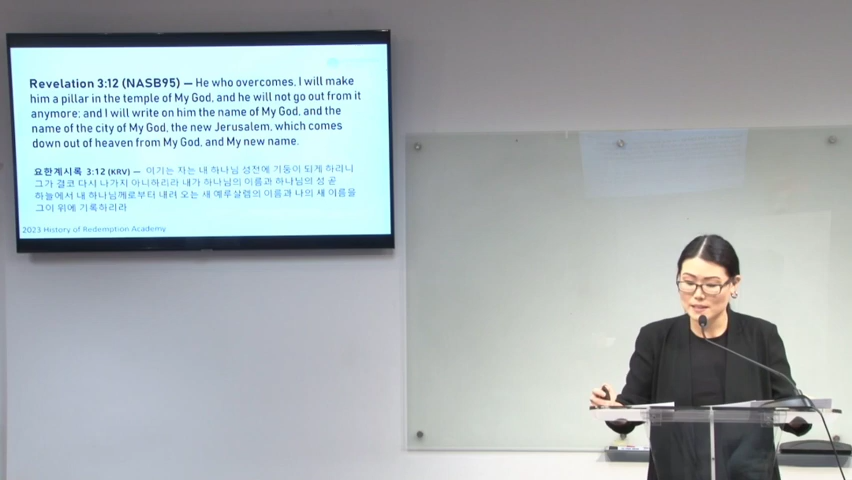 Revelation 3:12 (NASB95) — He who overcomes, I will make
him a pillar in the temple of My God, and he will not go out from it
anymore; and I will write on him the name of My God, and the
name of the city of My God, the new Jerusalem, which comes
down out of heaven from My God, and My new name.
요한계시록 3:12 (KRV) — 이기는 자는 내 하나님 성전에 기둥이 되게 하리니
그가 결코 다시 나가지 아니하리라 내가 하나님의 이름과 하나님의 성 곧
하늘에서 내 하나님께로부터 내려 오는 새 예루살렘의 이름과 나의 새 이름을
그이 위에 기록하리라
2023 History of Redemption Academy